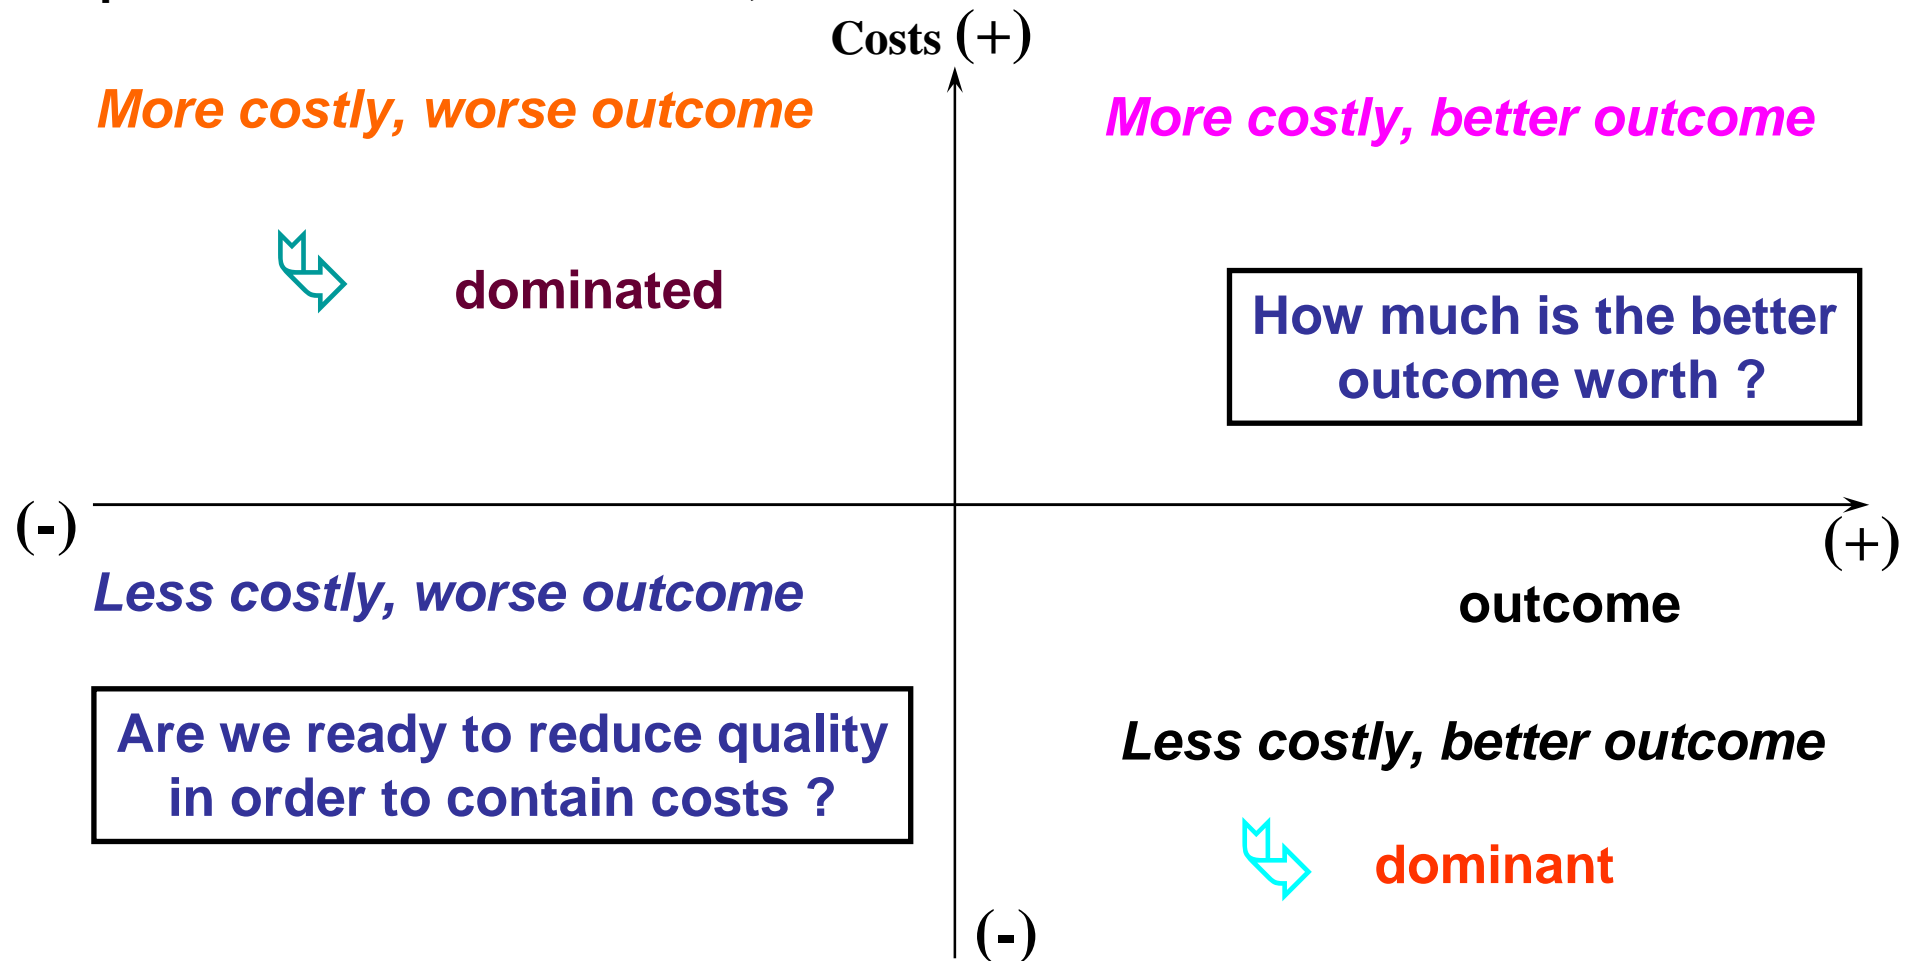 Costs (+)
More costly, worse outcome
More costly, better outcome
dominated
How much is the better
outcome worth ?
(-)
(+)
Less costly, worse outcome
outcome
Are we ready to reduce quality
in order to contain costs ?
Less costly, better outcome
dominant
(-)